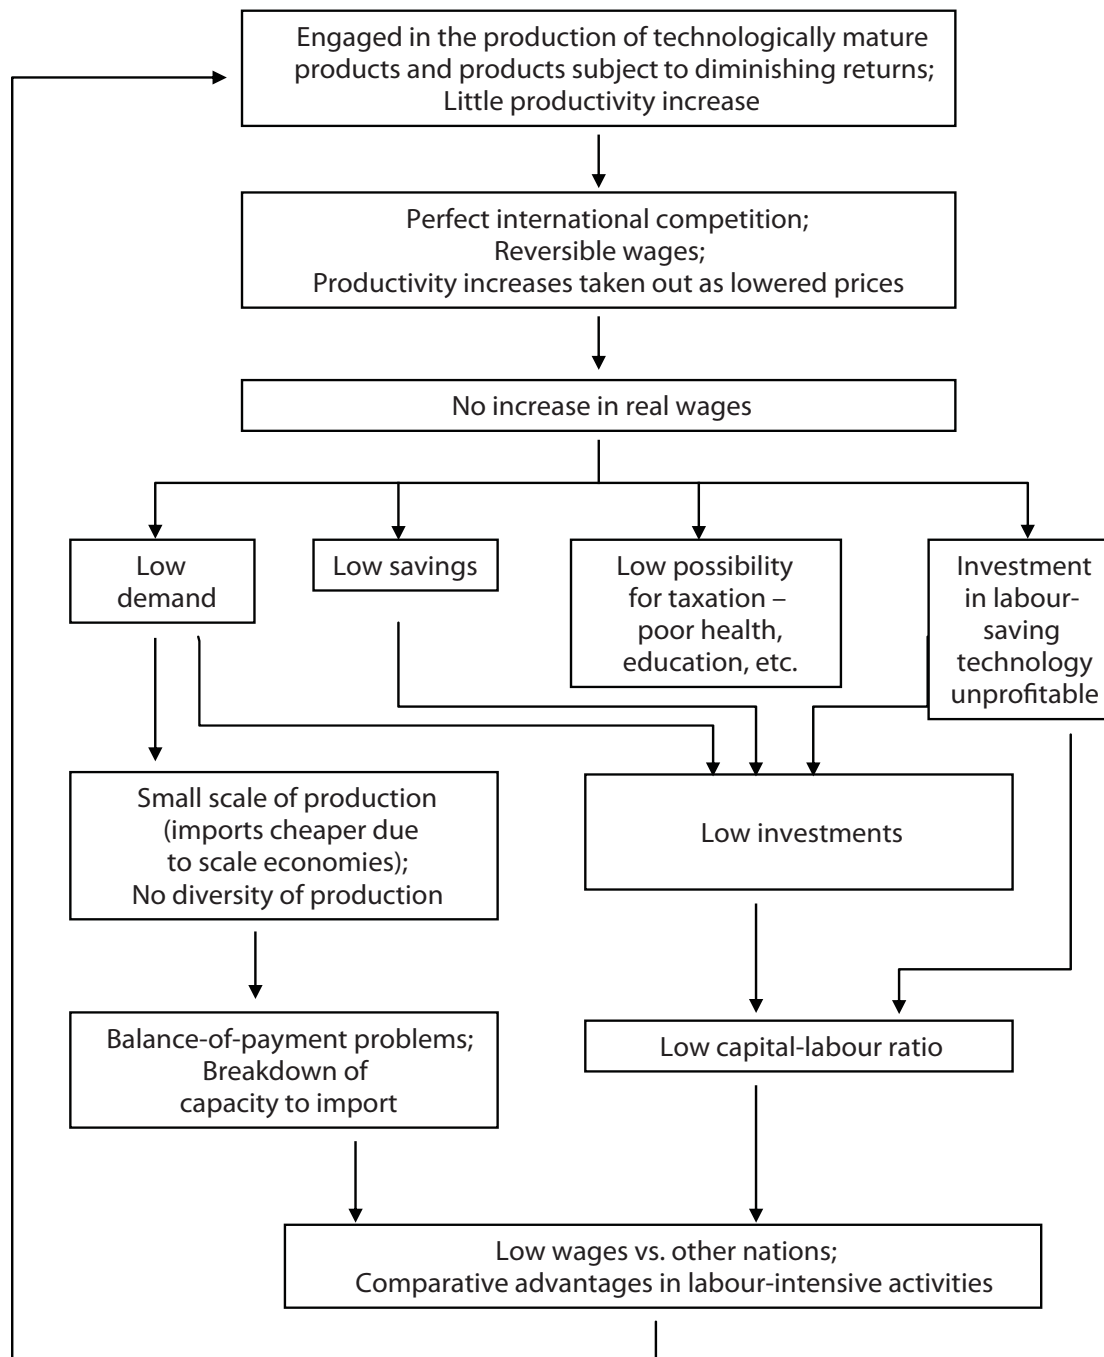 Engaged in the production of technologically mature
products and products subject to diminishing returns;
Little productivity increase
Perfect international competition;
Reversible wages;
Productivity increases taken out as lowered prices
No increase in real wages
Low
demand
Low savings
Low possibility
for taxation –
poor health,
education, etc.
Investment
in labour-
saving
technology
unprofitable
Small scale of production
(imports cheaper due
to scale economies);
No diversity of production
Low investments
Balance-of-payment problems;
Breakdown of
capacity to import
Low capital-labour ratio
Low wages vs. other nations;
Comparative advantages in labour-intensive activities